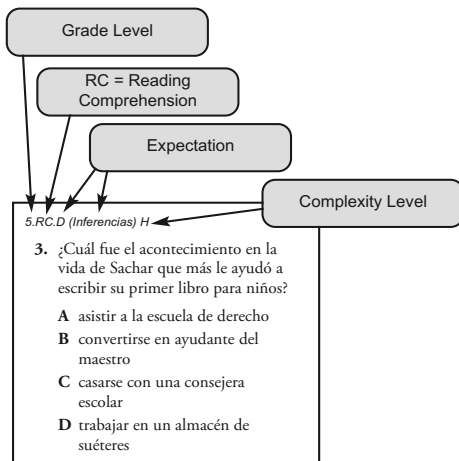 Grade Level
RC = Reading
Comprehension
Expectation
Complexity Level
5.RC.D (Inferencias) H
3. ¿Cuál fue el acontecimiento en la
vida de Sachar que más le ayudó a
escribir su primer libro para niños?
A asistir a la escuela de derecho
B convertirse en ayudante del
maestro
C casarse con una consejera
escolar
D trabajar en un almacén de
suéteres